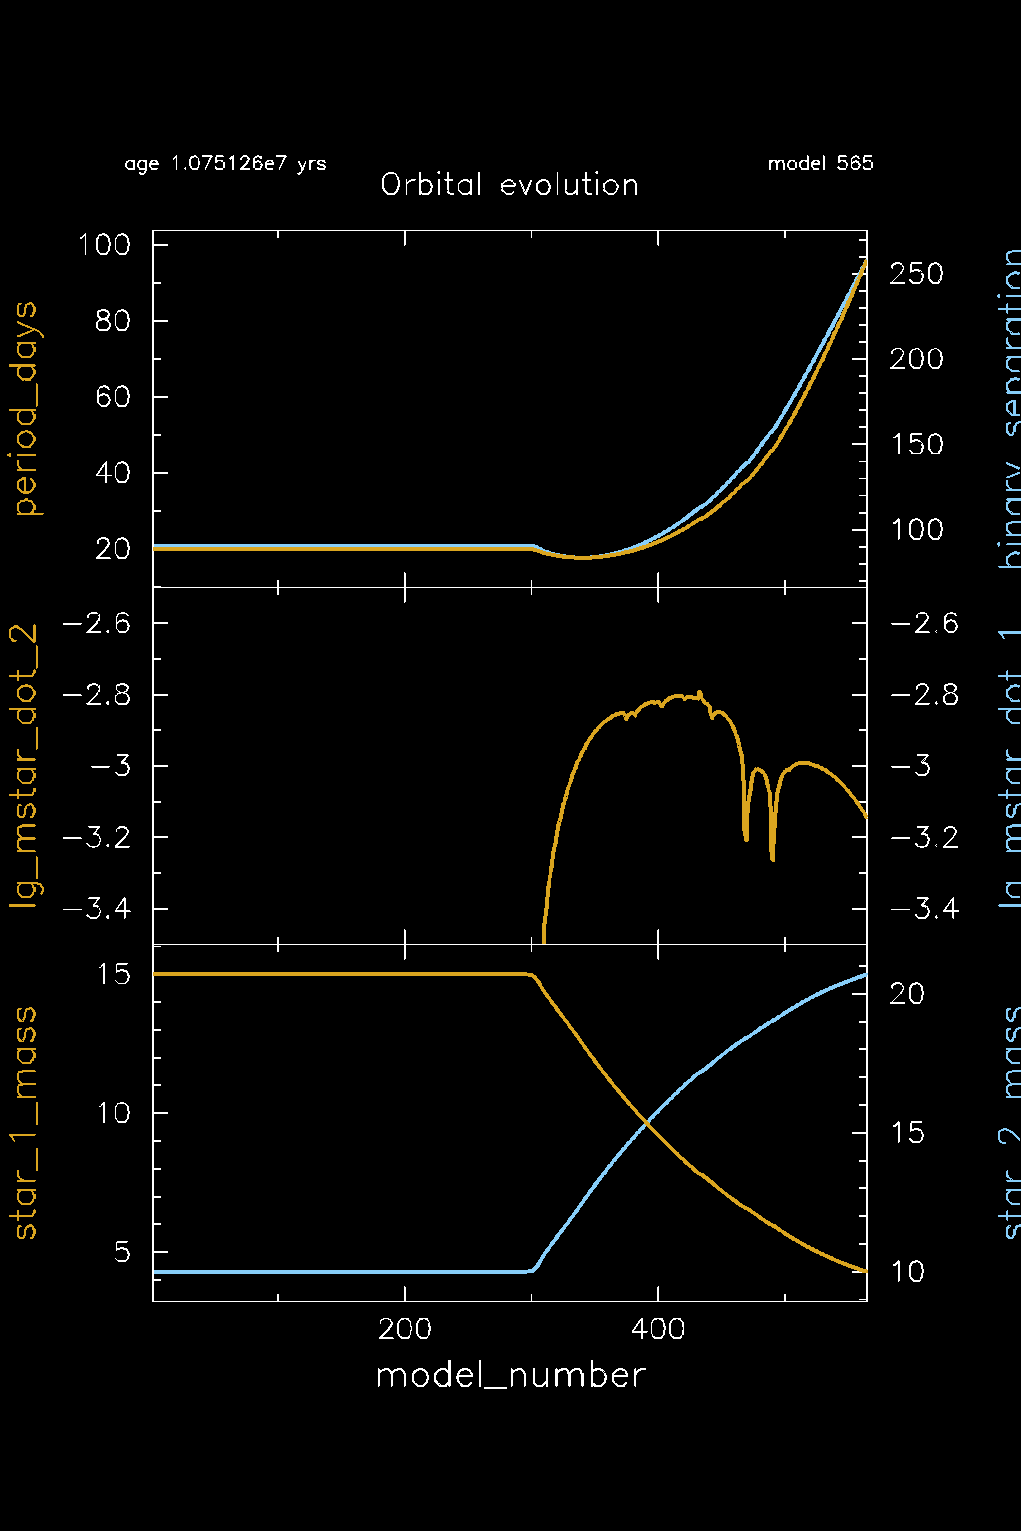 age 1.075126e7 yrs
model 565
Orbital evolution
period_days
100
80
60
40
20
250
200
150
100
binary_separation
lg_mstar_dot_2
−2.6
−2.8
−3
−3.2
−3.4
−2.6
−2.8
−3
−3.2
−3.4
lg_mstar_dot_1
star_1_mass
15
10
5
20
15
10
star_2_mass
200
400
model_number